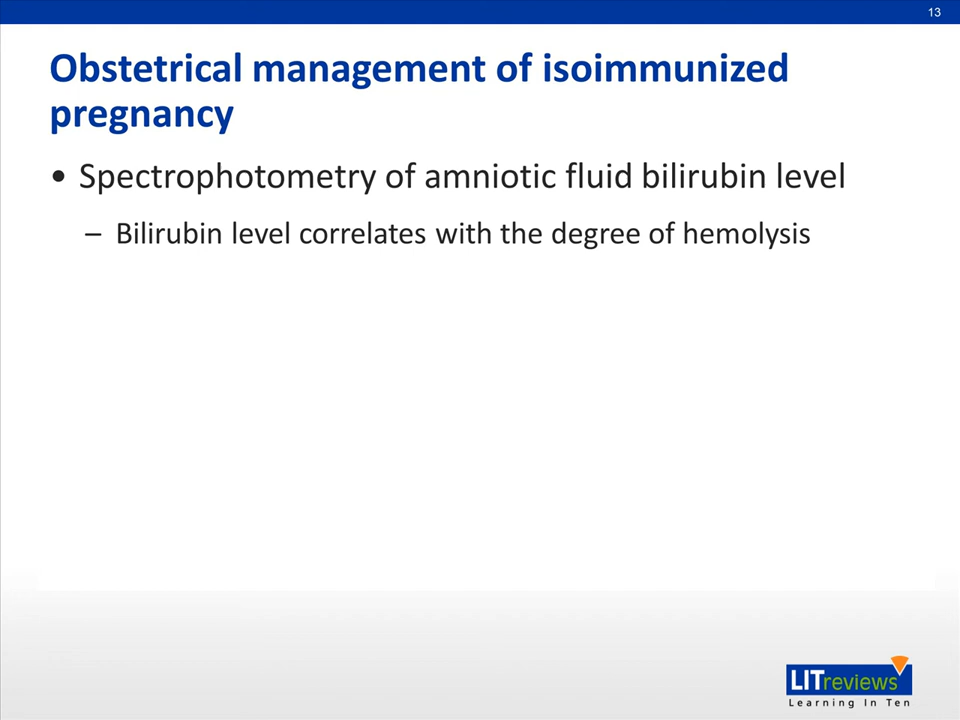 13
Obstetrical management of isoimmunized
pregnancy
• Spectrophotometry of amniotic fluid bilirubin level
– Bilirubin level correlates with the degree of hemolysis
LITreviews
Learning In Ten